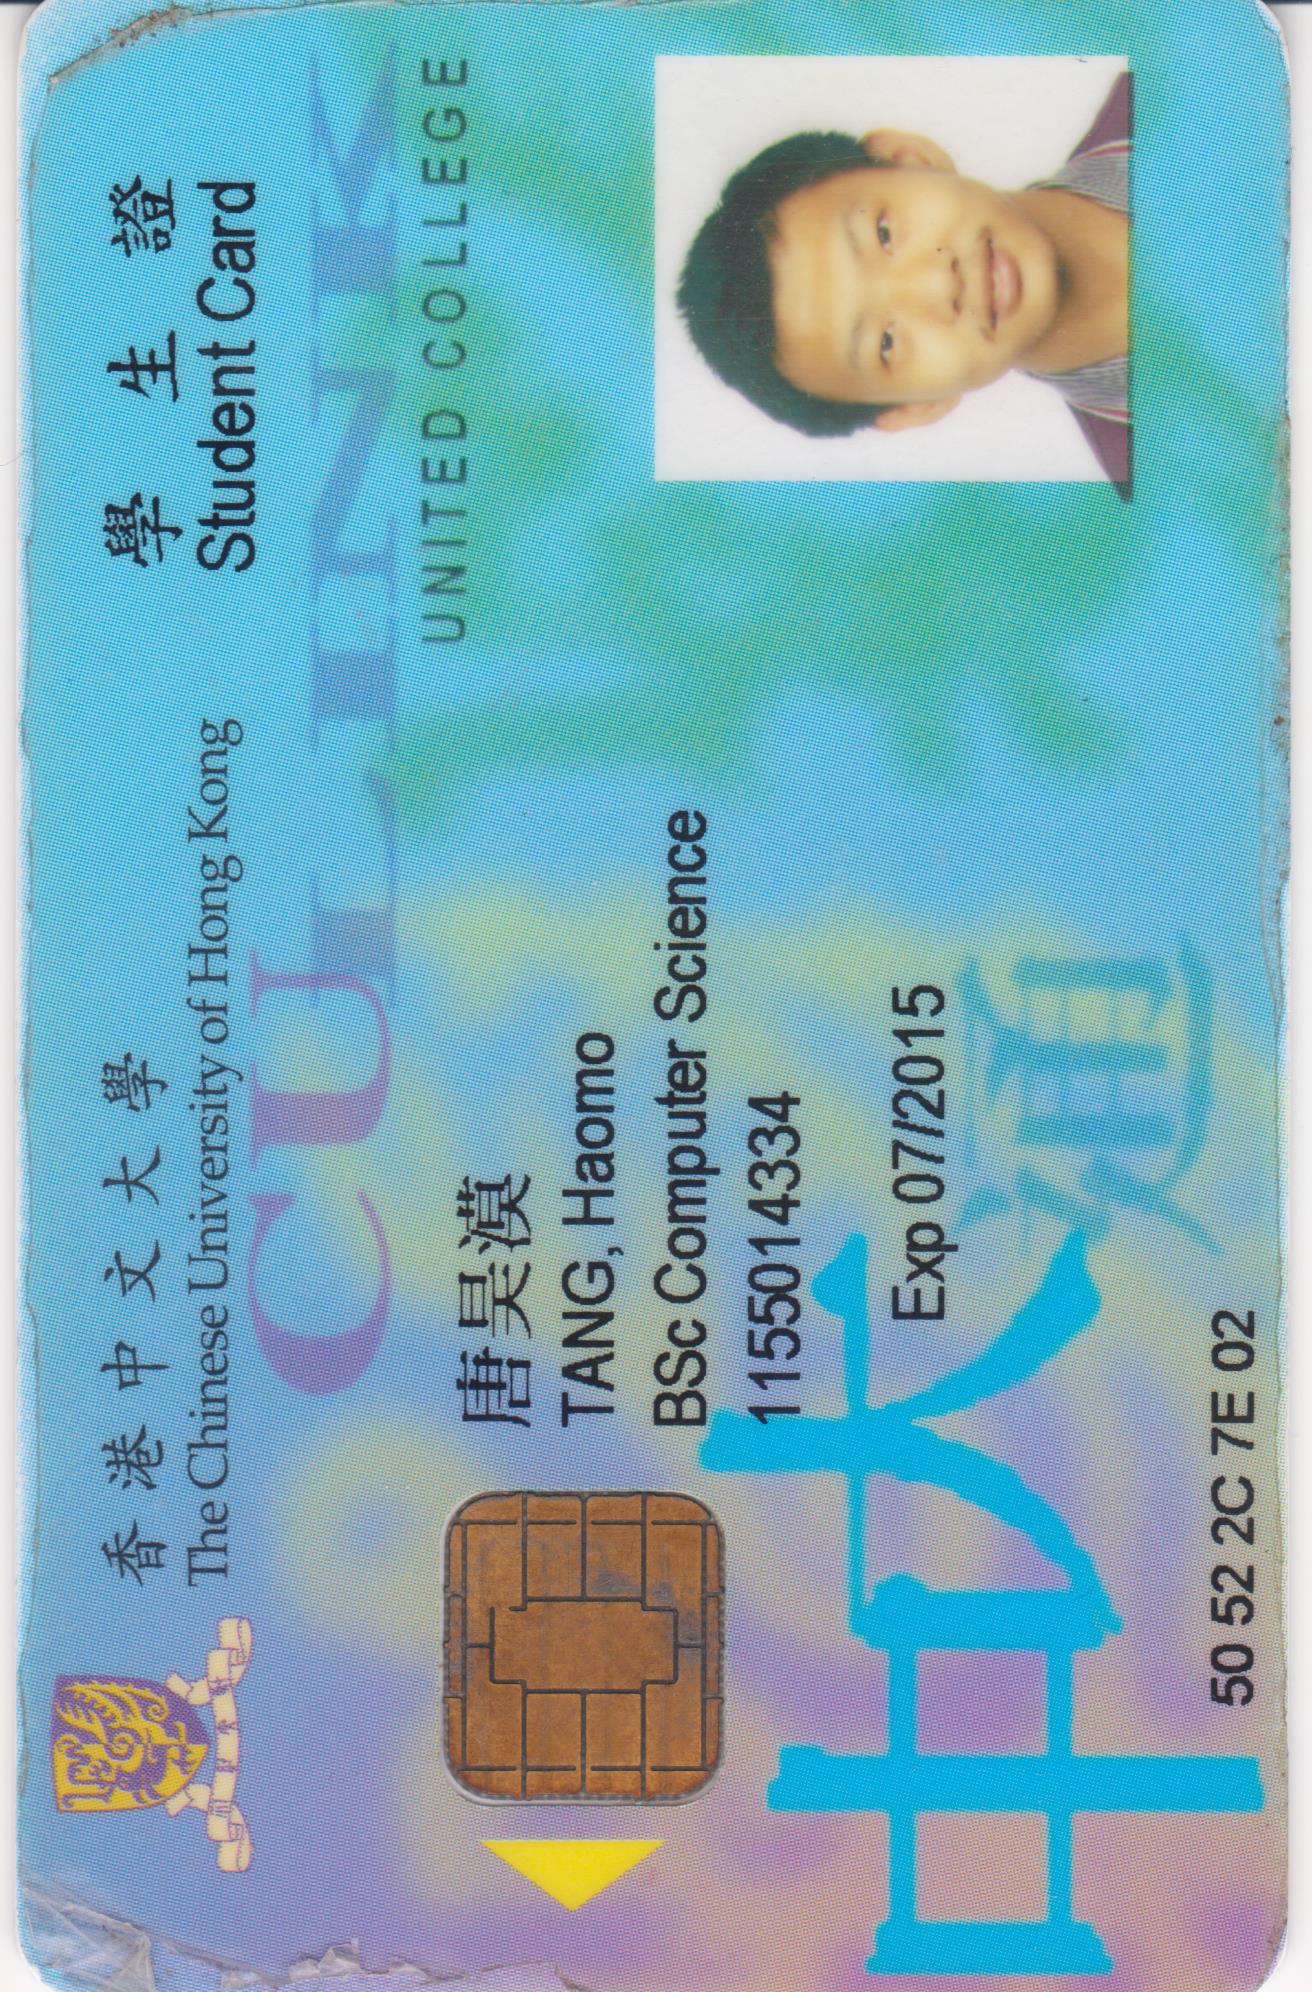 香港中文大學
The Chinese University of Hong Kong
學生證
Student Card
CU LINK
UNITED COLLEGE
唐昊漠
TANG, Haomo
BSc Computer Science
1155014334
Exp 07/2015
中大通
50 52 2C 7E 02